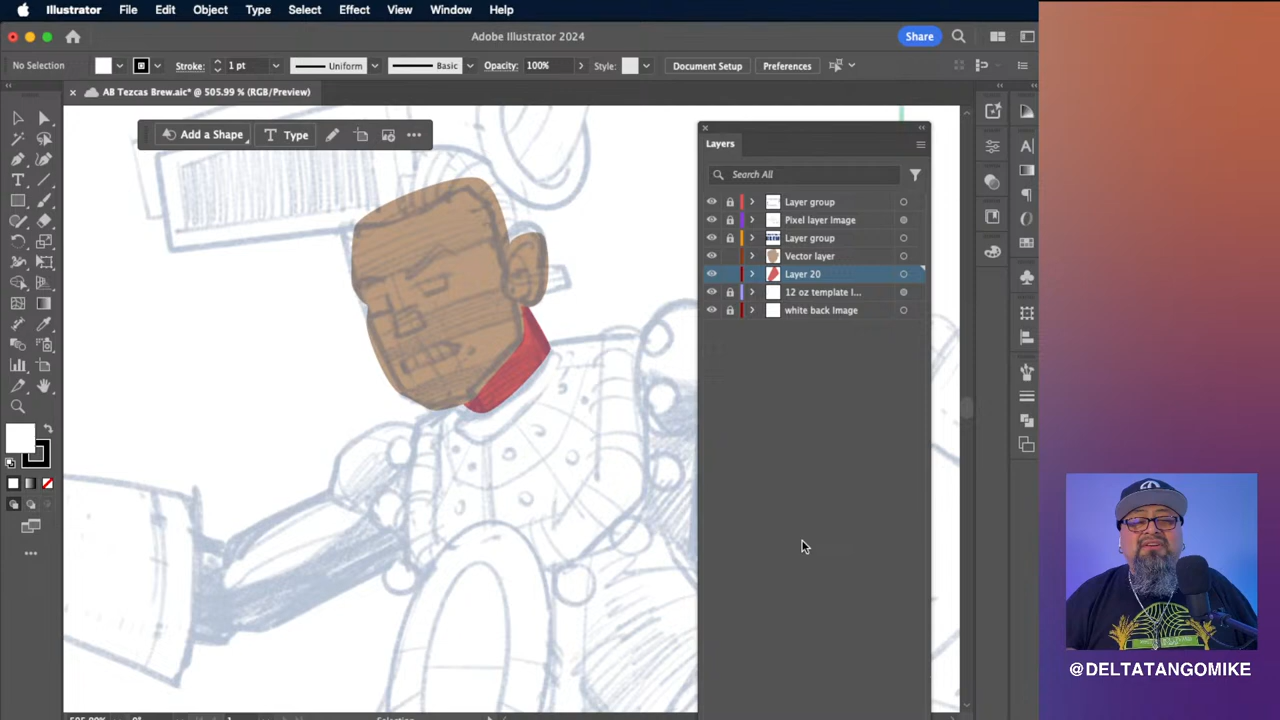 Illustrator File Edit Object Type Select Effect View Window Help
Adobe Illustrator 2024
Share
No Selection
Stroke:
1 pt
Uniform
Basic
Opacity:
100%
Style:
Document Setup
Preferences
AB Tezcas Brew.aic* @ 505.99 % (RGB/Preview)
Add a Shape
Type
Layers
Search All
Layer group
Pixel layer image
Layer group
Vector layer
Layer 20
12 oz template I...
white back Image
Selection
@DELTATANGOMIKE